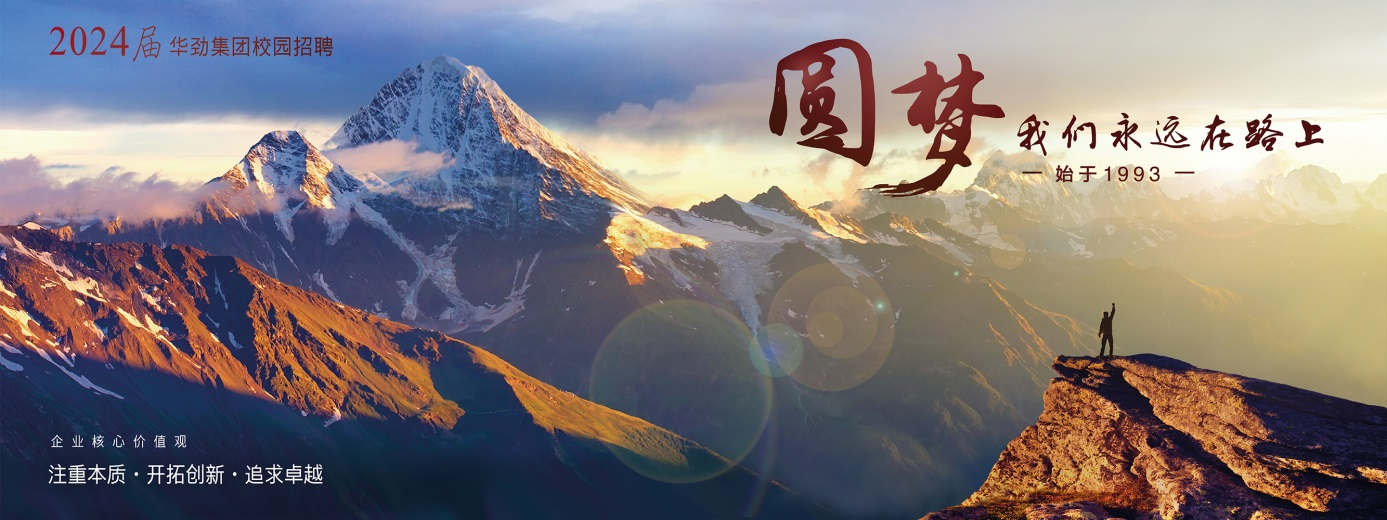 2024届 华劲集团校园招聘
圆梦 我们永远在路上
— 始于1993 —
企业核心价值观
注重本质·开拓创新·追求卓越